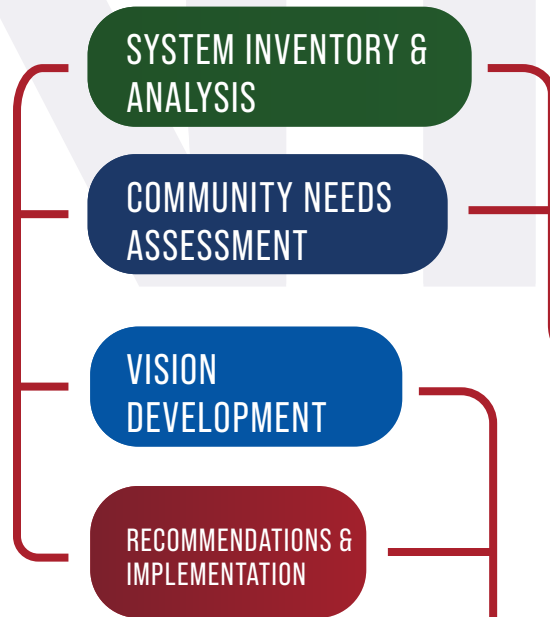 SYSTEM INVENTORY &
ANALYSIS
COMMUNITY NEEDS
ASSESSMENT
VISION
DEVELOPMENT
RECOMMENDATIONS &
IMPLEMENTATION